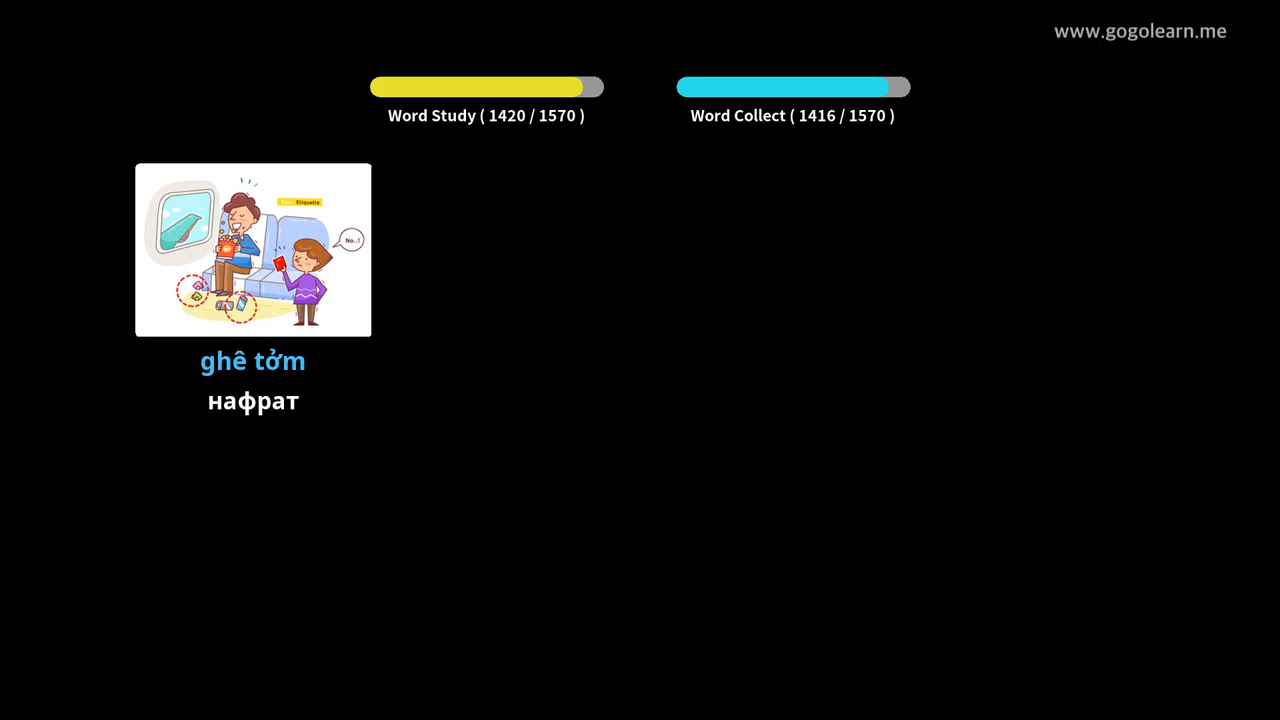 www.gogolearn.me
Word Study ( 1420 / 1570 )
Word Collect ( 1416 / 1570 )
Etiquette
No..!
ghê tởm
нафрат